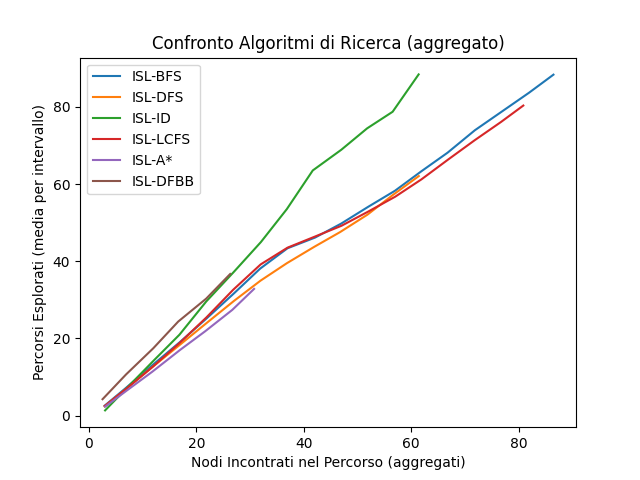 Confronto Algoritmi di Ricerca (aggregato)
ISL-BFS
ISL-DFS
ISL-ID
ISL-LCFS
ISL-A*
ISL-DFBB
Percorsi Esplorati (media per intervallo)
80
60
40
20
0
0 20 40 60 80
Nodi Incontrati nel Percorso (aggregati)